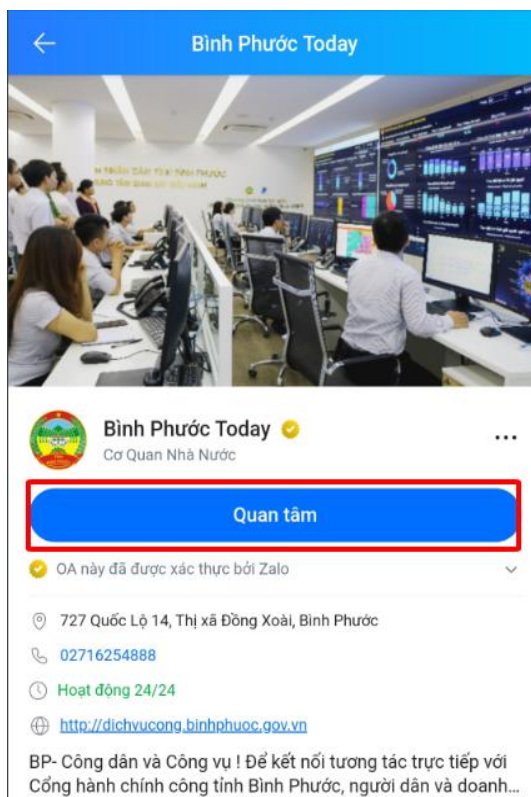 Bình Phước Today
Bình Phước Today
Cơ Quan Nhà Nước
Quan tâm
OA này đã được xác thực bởi Zalo
727 Quốc Lộ 14, Thị xã Đồng Xoài, Bình Phước
02716254888
Hoạt động 24/24
http://dichvucong.binhphuoc.gov.vn
BP- Công dân và Công vụ ! Để kết nối tương tác trực tiếp với
Cổng hành chính công tỉnh Bình Phước, người dân và doanh...